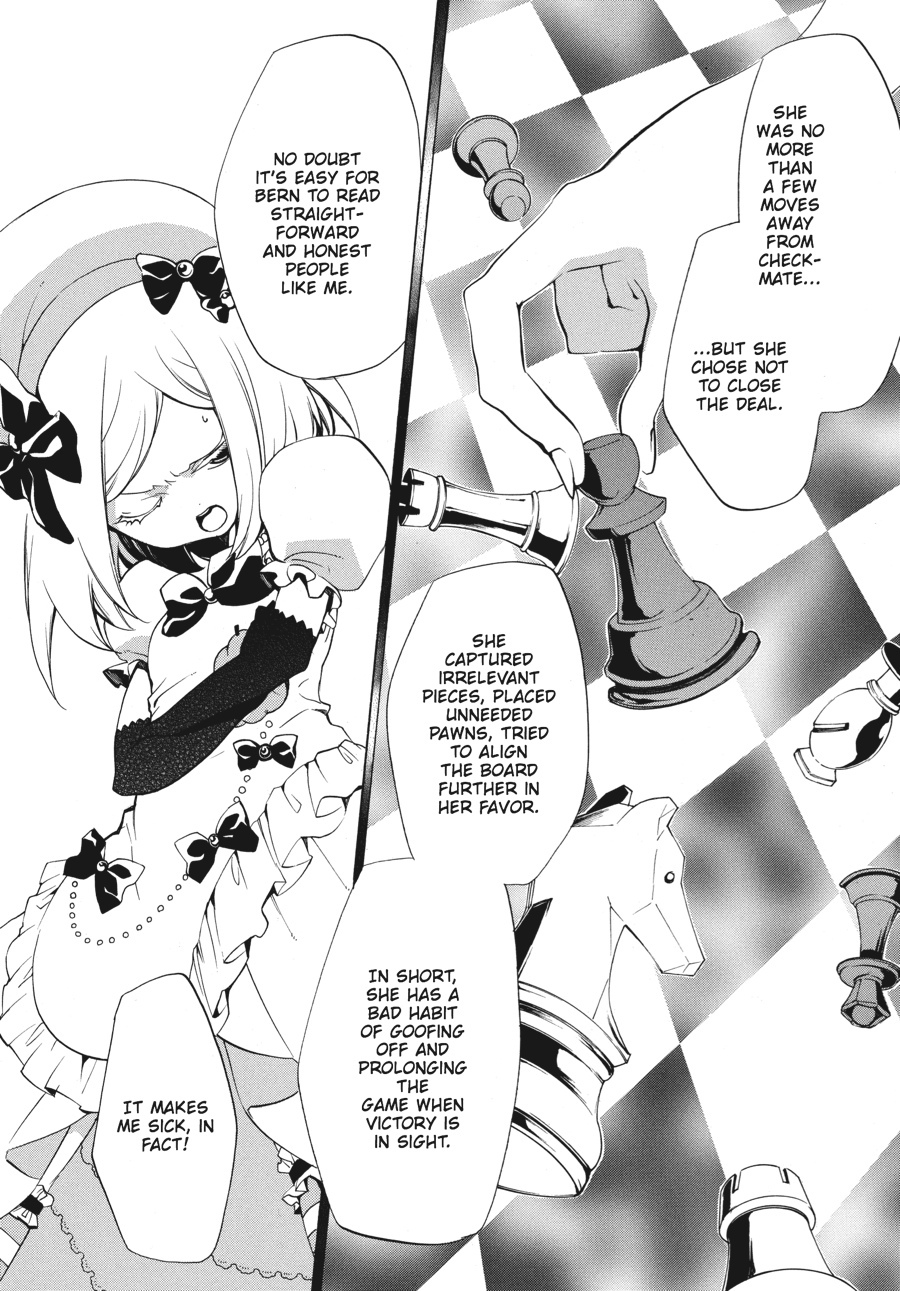 SHE
WAS NO
MORE
THAN
A FEW
MOVES
AWAY
FROM
CHECK-
MATE...
...BUT SHE
CHOSE NOT
TO CLOSE
THE DEAL.
SHE
CAPTURED
IRRELEVANT
PIECES, PLACED
UNNEEDED
PAWNS, TRIED
TO ALIGN
THE BOARD
FURTHER IN
HER FAVOR.
IN SHORT,
SHE HAS A
BAD HABIT
OF GOOFING
OFF AND
PROLONGING
THE
GAME WHEN
VICTORY IS
IN SIGHT.
NO DOUBT
IT'S EASY FOR
BERN TO READ
STRAIGHT-
FORWARD
AND HONEST
PEOPLE
LIKE ME.
IT MAKES
ME SICK, IN
FACT!